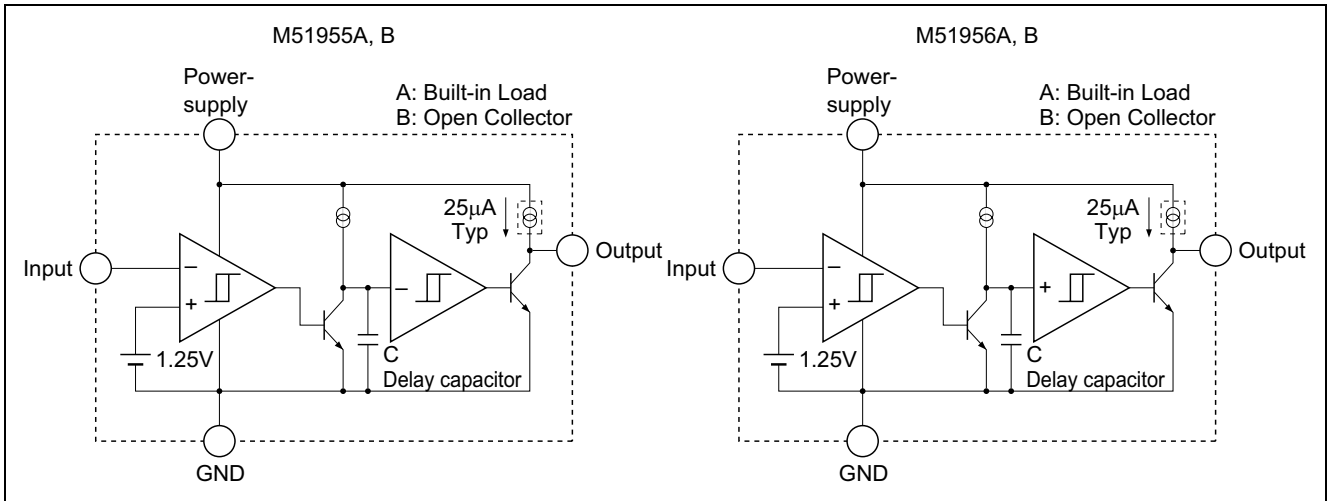 M51955A, B
Power-
supply
A: Built-in Load
B: Open Collector
25μA
Typ
Input
−
+
−
Output
1.25V
C
Delay capacitor
GND
M51956A, B
Power-
supply
A: Built-in Load
B: Open Collector
25μA
Typ
Input
−
+
+
Output
1.25V
C
Delay capacitor
GND